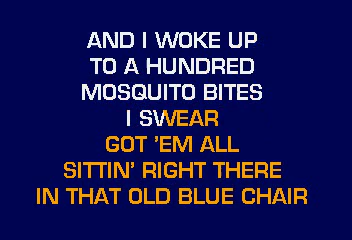 AND I WOKE UP
TO A HUNDRED
MOSQUITO BITES
I SWEAR
GOT 'EM ALL
SITTIN' RIGHT THERE
IN THAT OLD BLUE CHAIR